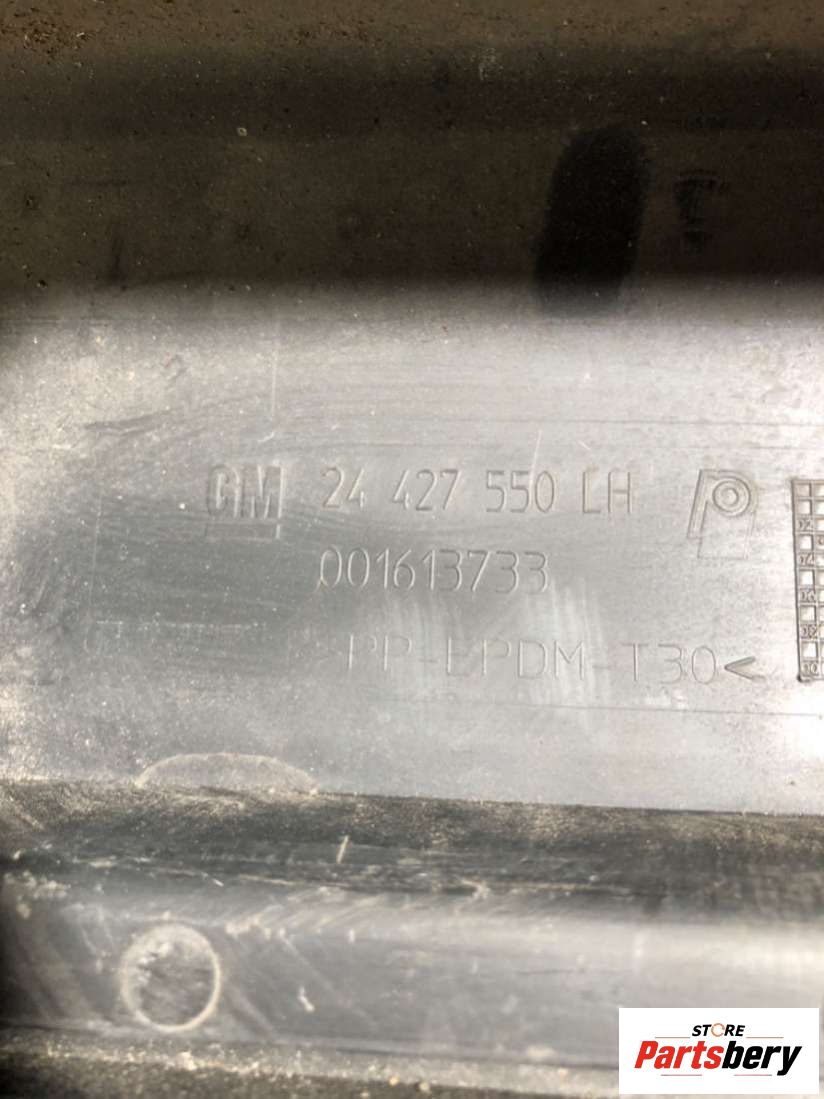 GM 24 427 550 LH
001613733
>PP-EPDM-T30<
STORE
Partsbery